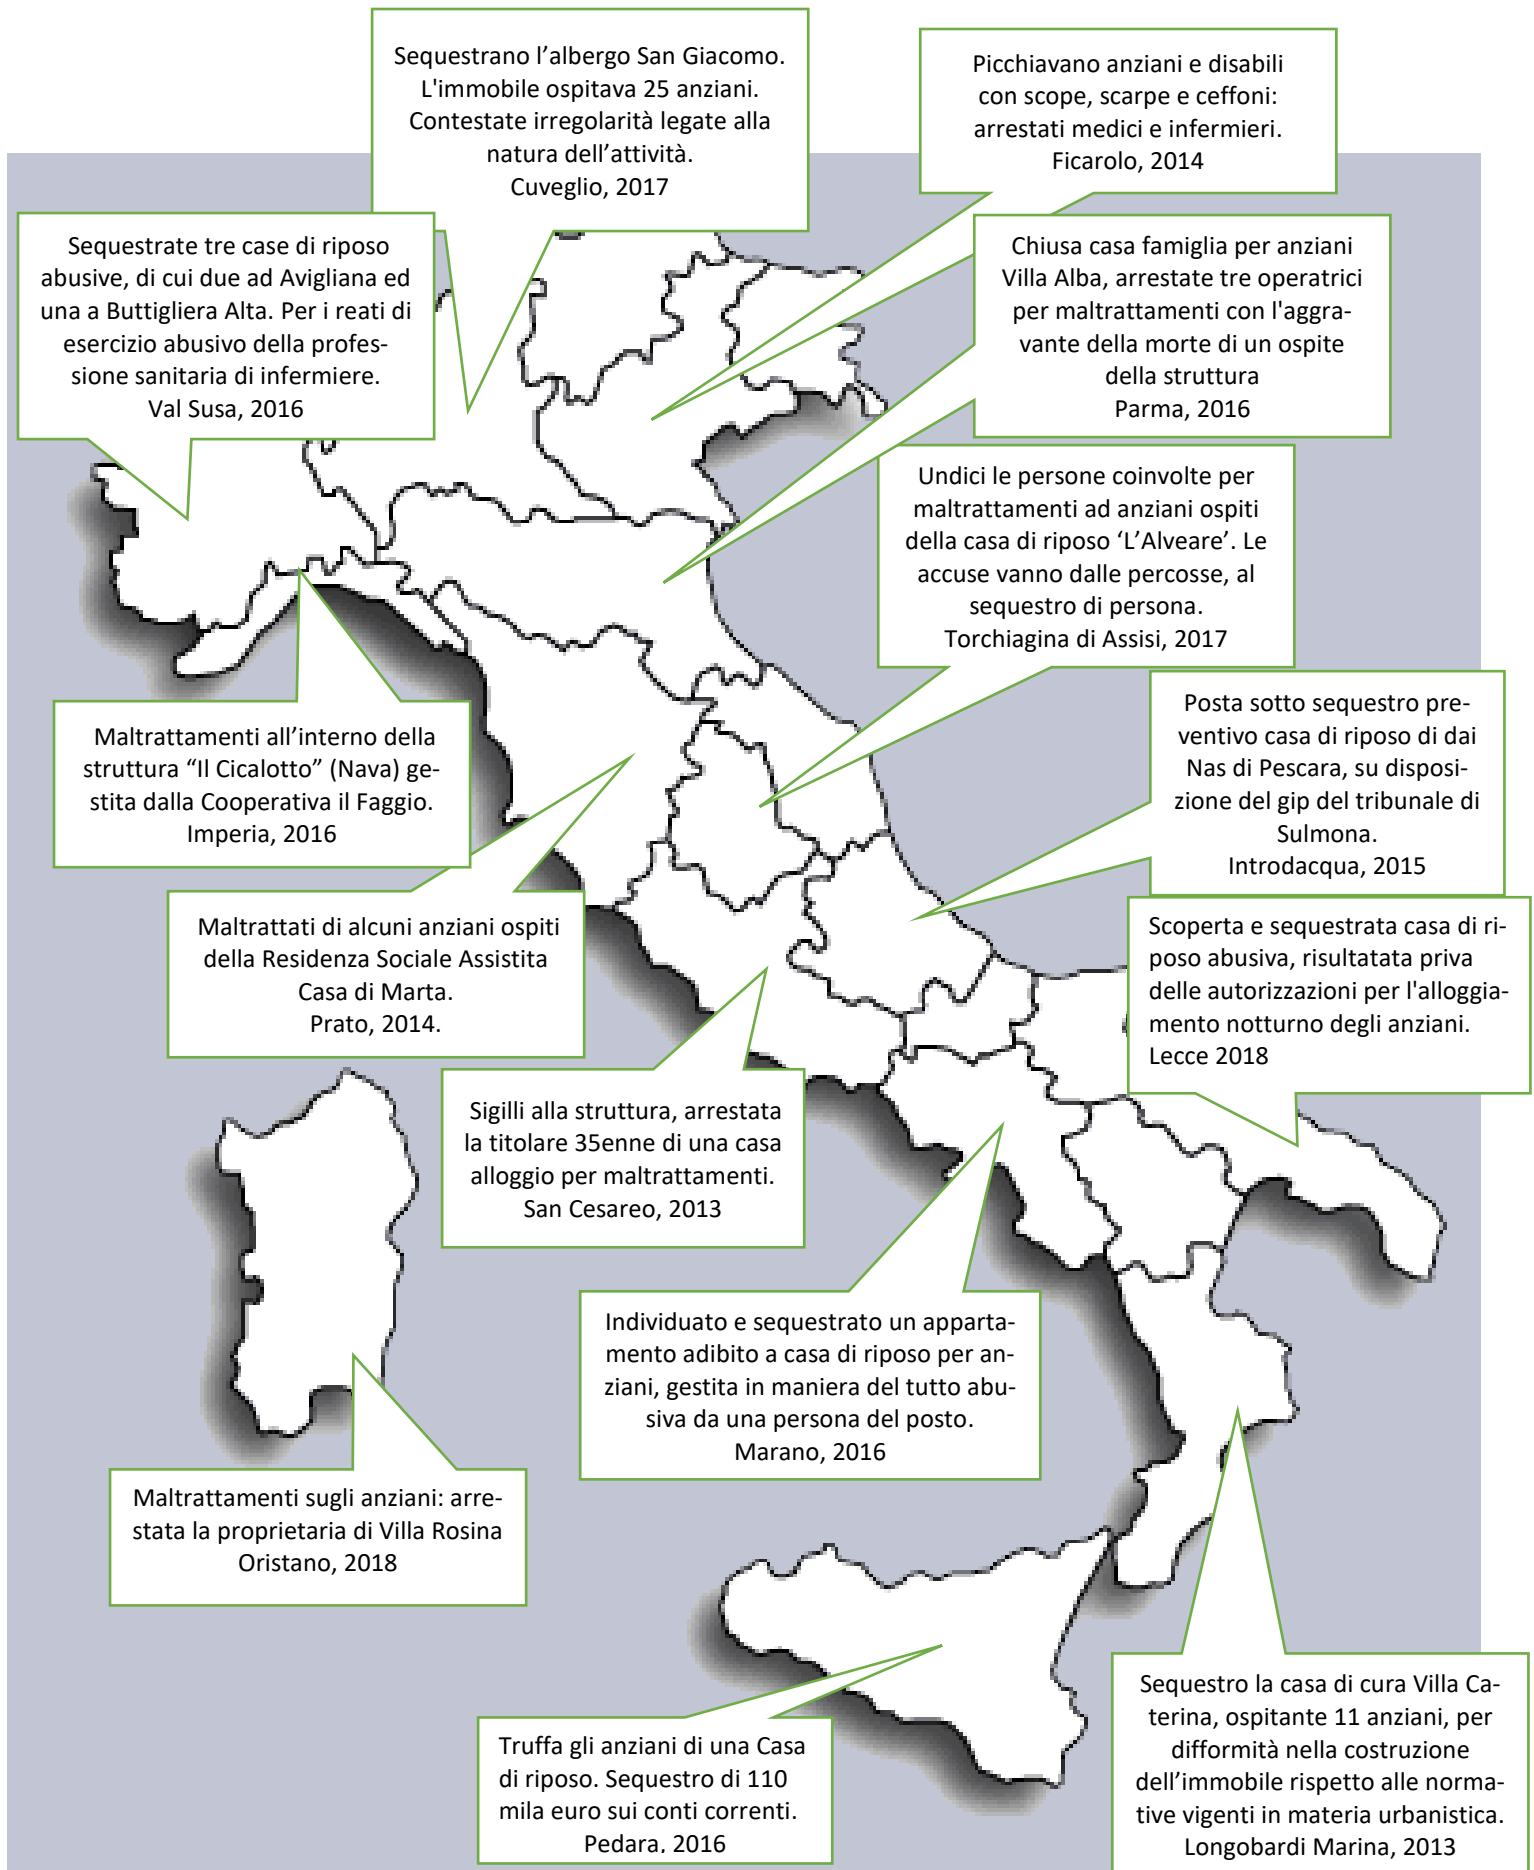 Sequestrano l’albergo San Giacomo.
L'immobile ospitava 25 anziani.
Contestate irregolarità legate alla
natura dell’attività.
Cuveglio, 2017
Picchiavano anziani e disabili
con scope, scarpe e ceffoni:
arrestati medici e infermieri.
Ficarolo, 2014
Sequestrate tre case di riposo
abusive, di cui due ad Avigliana ed
una a Buttigliera Alta. Per i reati di
esercizio abusivo della profes-
sione sanitaria di infermiere.
Val Susa, 2016
Chiusa casa famiglia per anziani
Villa Alba, arrestate tre operatrici
per maltrattamenti con l'aggra-
vante della morte di un ospite
della struttura
Parma, 2016
Undici le persone coinvolte per
maltrattamenti ad anziani ospiti
della casa di riposo ‘L’Alveare’. Le
accuse vanno dalle percosse, al
sequestro di persona.
Torchiagina di Assisi, 2017
Maltrattamenti all’interno della
struttura “Il Cicalotto” (Nava) ge-
stita dalla Cooperativa il Faggio.
Imperia, 2016
Posta sotto sequestro pre-
ventivo casa di riposo di dai
Nas di Pescara, su disposi-
zione del gip del tribunale di
Sulmona.
Introdacqua, 2015
Maltrattati di alcuni anziani ospiti
della Residenza Sociale Assistita
Casa di Marta.
Prato, 2014.
Scoperta e sequestrata casa di ri-
poso abusiva, risultatata priva
delle autorizzazioni per l'alloggia-
mento notturno degli anziani.
Lecce 2018
Sigilli alla struttura, arrestata
la titolare 35enne di una casa
alloggio per maltrattamenti.
San Cesareo, 2013
Individuato e sequestrato un apparta-
mento adibito a casa di riposo per an-
ziani, gestita in maniera del tutto abu-
siva da una persona del posto.
Marano, 2016
Maltrattamenti sugli anziani: arre-
stata la proprietaria di Villa Rosina
Oristano, 2018
Truffa gli anziani di una Casa
di riposo. Sequestro di 110
mila euro sui conti correnti.
Pedara, 2016
Sequestro la casa di cura Villa Ca-
terina, ospitante 11 anziani, per
difformità nella costruzione
dell’immobile rispetto alle norma-
tive vigenti in materia urbanistica.
Longobardi Marina, 2013